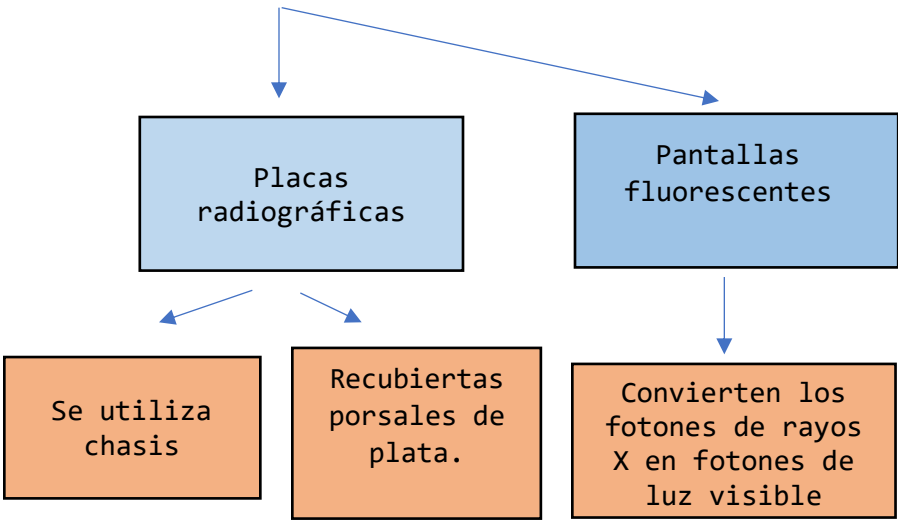 Placas
radiográficas
Pantallas
fluorescentes
Se utiliza
chasis
Recubiertas
porsales de
plata.
Convierten los
fotones de rayos
X en fotones de
luz visible